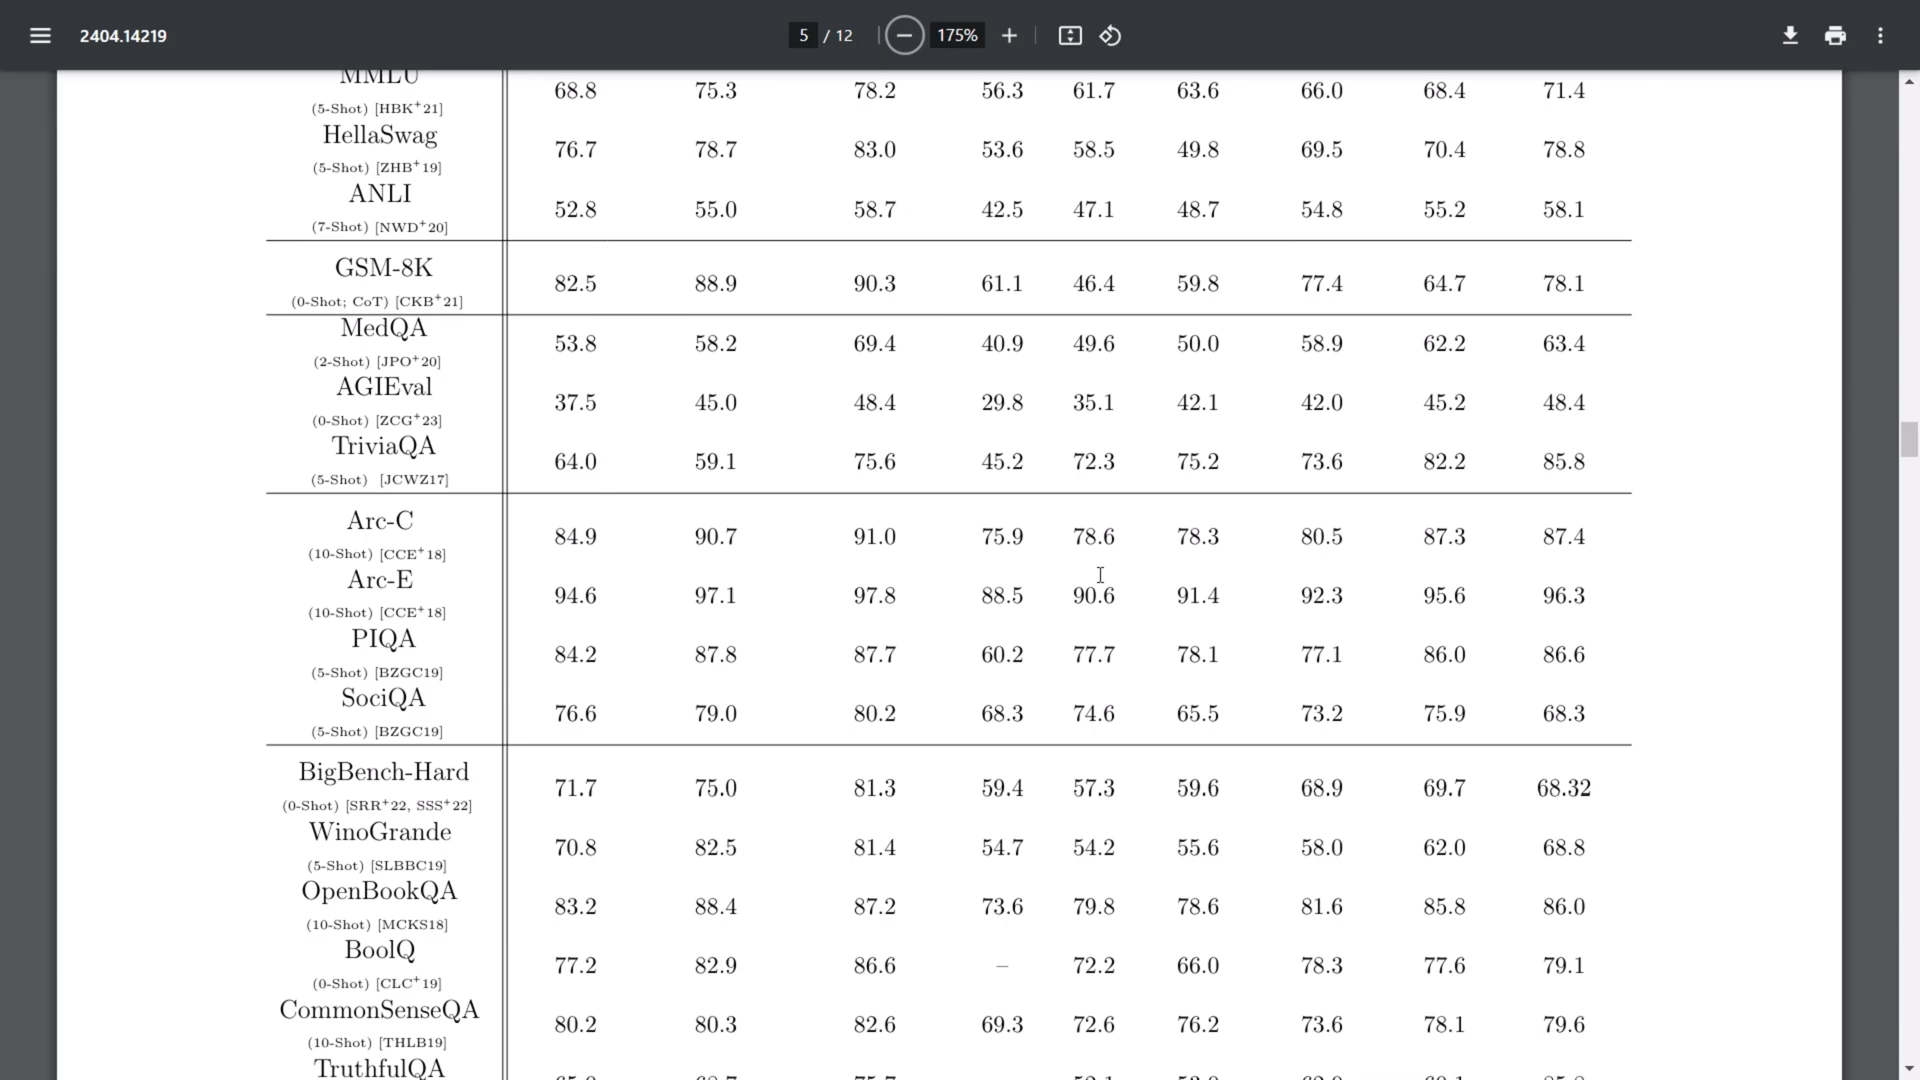 2404.14219 5 / 12 175%
MMLU
68.8 75.3 78.2 56.3 61.7 63.6 66.0 68.4 71.4
(5-Shot) [HBK+21]
HellaSwag
76.7 78.7 83.0 53.6 58.5 49.8 69.5 70.4 78.8
(5-Shot) [ZHB+19]
ANLI
52.8 55.0 58.7 42.5 47.1 48.7 54.8 55.2 58.1
(7-Shot) [NWD+20]
GSM-8K
82.5 88.9 90.3 61.1 46.4 59.8 77.4 64.7 78.1
(0-Shot; CoT) [CKB+21]
MedQA
53.8 58.2 69.4 40.9 49.6 50.0 58.9 62.2 63.4
(2-Shot) [JPO+20]
AGIEval
37.5 45.0 48.4 29.8 35.1 42.1 42.0 45.2 48.4
(0-Shot) [ZCG+23]
TriviaQA
64.0 59.1 75.6 45.2 72.3 75.2 73.6 82.2 85.8
(5-Shot) [JCWZ17]
Arc-C
84.9 90.7 91.0 75.9 78.6 78.3 80.5 87.3 87.4
(10-Shot) [CCE+18]
Arc-E
94.6 97.1 97.8 88.5 90.6 91.4 92.3 95.6 96.3
(10-Shot) [CCE+18]
PIQA
84.2 87.8 87.7 60.2 77.7 78.1 77.1 86.0 86.6
(5-Shot) [BZGC19]
SociQA
76.6 79.0 80.2 68.3 74.6 65.5 73.2 75.9 68.3
(5-Shot) [BZGC19]
BigBench-Hard
71.7 75.0 81.3 59.4 57.3 59.6 68.9 69.7 68.32
(0-Shot) [SRR+22, SSS+22]
WinoGrande
70.8 82.5 81.4 54.7 54.2 55.6 58.0 62.0 68.8
(5-Shot) [SLBBC19]
OpenBookQA
83.2 88.4 87.2 73.6 79.8 78.6 81.6 85.8 86.0
(10-Shot) [MCKS18]
BoolQ
77.2 82.9 86.6 – 72.2 66.0 78.3 77.6 79.1
(0-Shot) [CLC+19]
CommonSenseQA
80.2 80.3 82.6 69.3 72.6 76.2 73.6 78.1 79.6
(10-Shot) [THLB19]
TruthfulQA